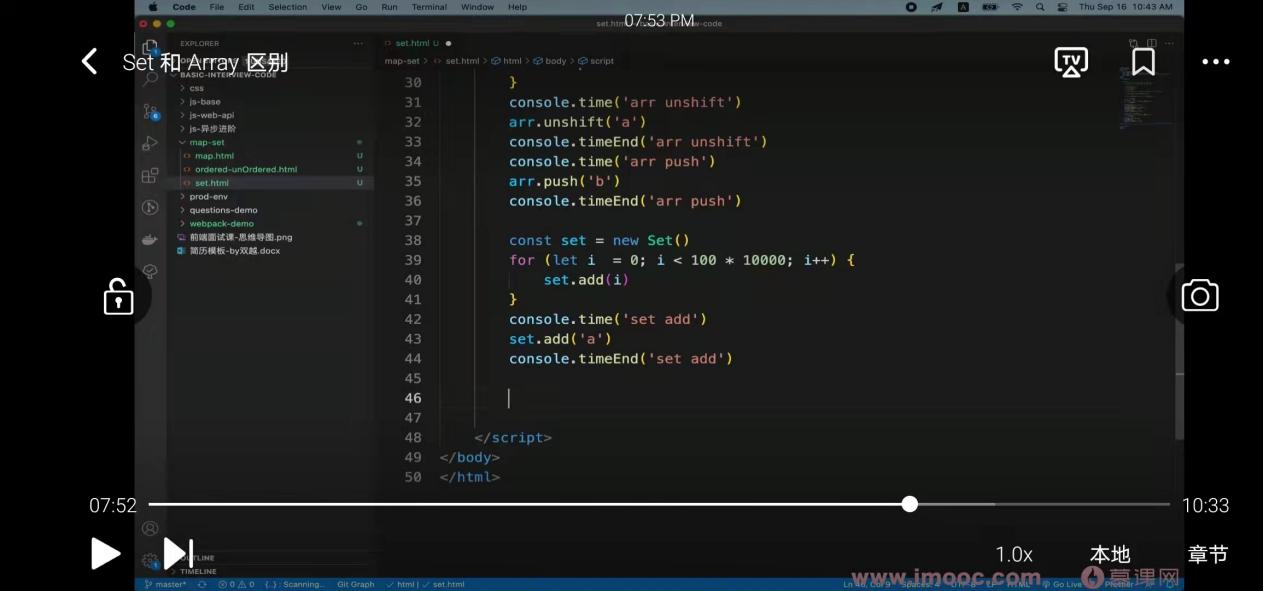 Code File Edit Selection View Go Run Terminal Window Help
Thu Sep 16 10:43 AM
07:53 PM
Set 和 Array 区别
EXPLORER
BASIC-INTERVIEW-CODE
css
js-base
js-web-api
js-异步进阶
map-set
map.html U
ordered-unOrdered.html U
set.html U
prod-env
questions-demo
webpack-demo
前端面试课-思维导图.png
简历模板-by双越.docx
OUTLINE
TIMELINE
set.html U
map-set > set.html > html > body > script
30 }
31 console.time('arr unshift')
32 arr.unshift('a')
33 console.timeEnd('arr unshift')
34 console.time('arr push')
35 arr.push('b')
36 console.timeEnd('arr push')
37
38 const set = new Set()
39 for (let i  = 0; i < 100 * 10000; i++) {
40 set.add(i)
41 }
42 console.time('set add')
43 set.add('a')
44 console.timeEnd('set add')
45
46
47
48 </script>
49 </body>
50 </html>
07:52
10:33
1.0x 本地 章节
master* 0 0 {..}: Scanning.. Git Graph html | set.html
Go Live
www.imooc.com 慕课网